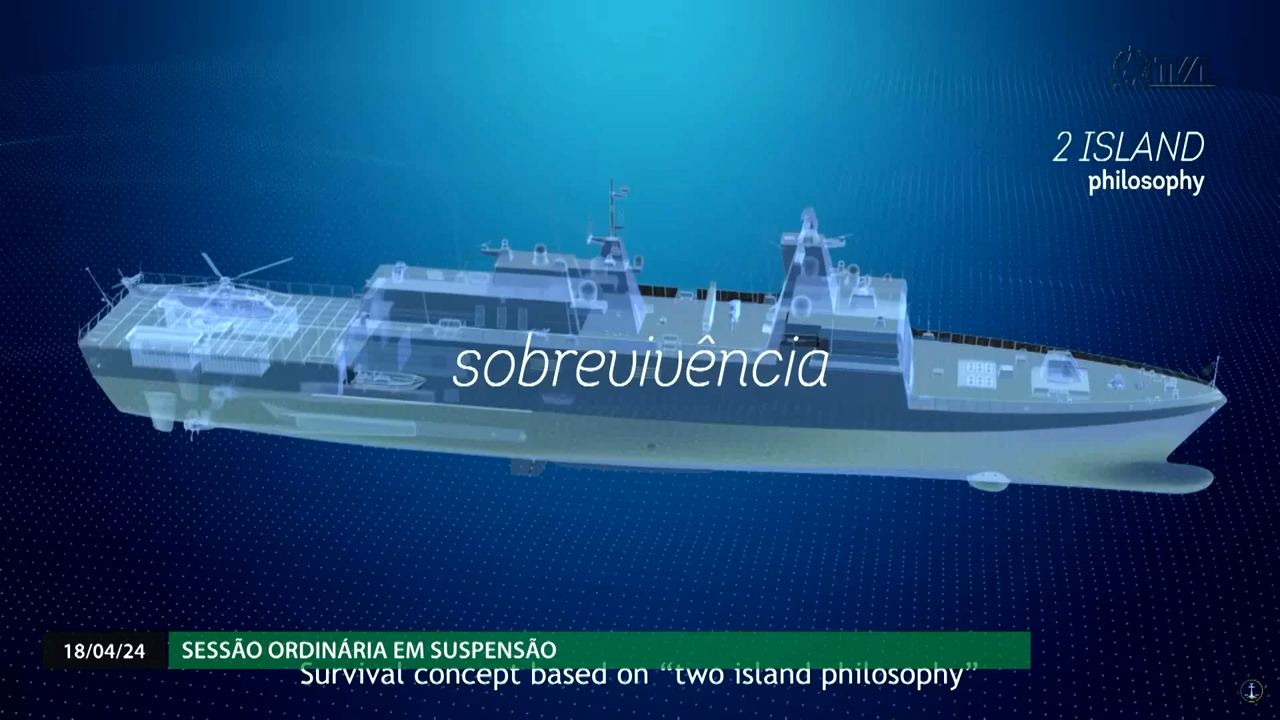 2 ISLAND
philosophy
sobrevivência
18/04/24 SESSÃO ORDINÁRIA EM SUSPENSÃO
Survival concept based on “two island philosophy”